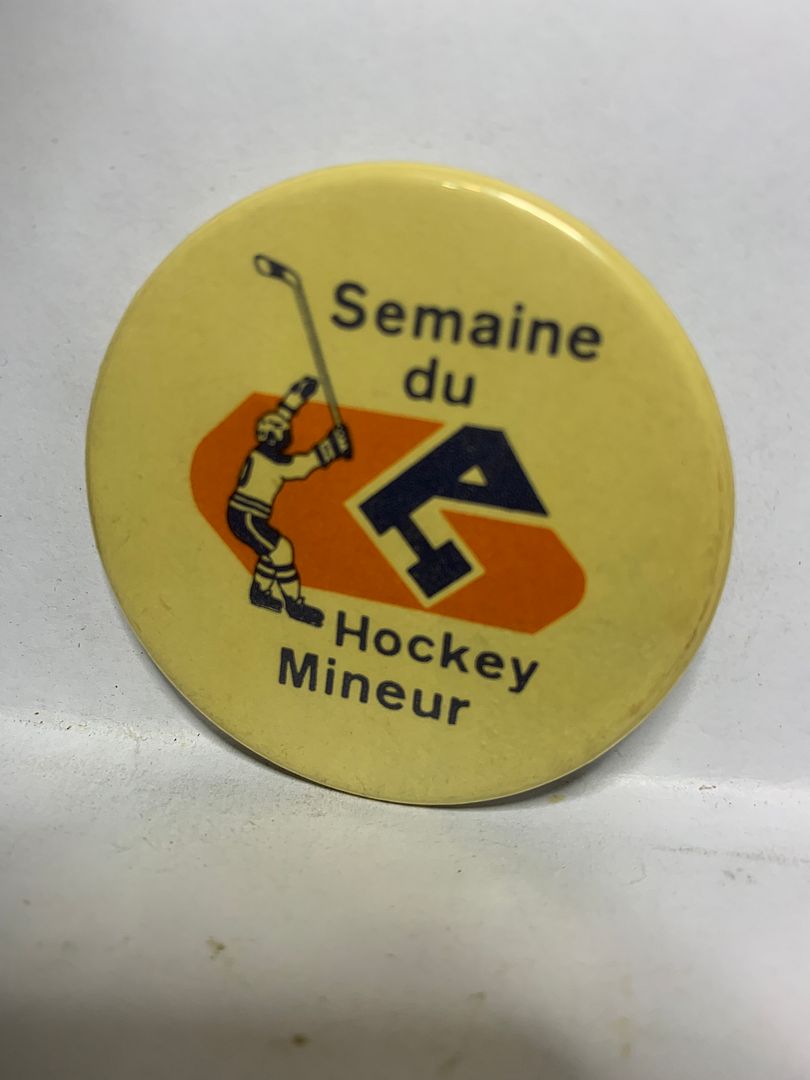 Semaine
du
Hockey
Mineur